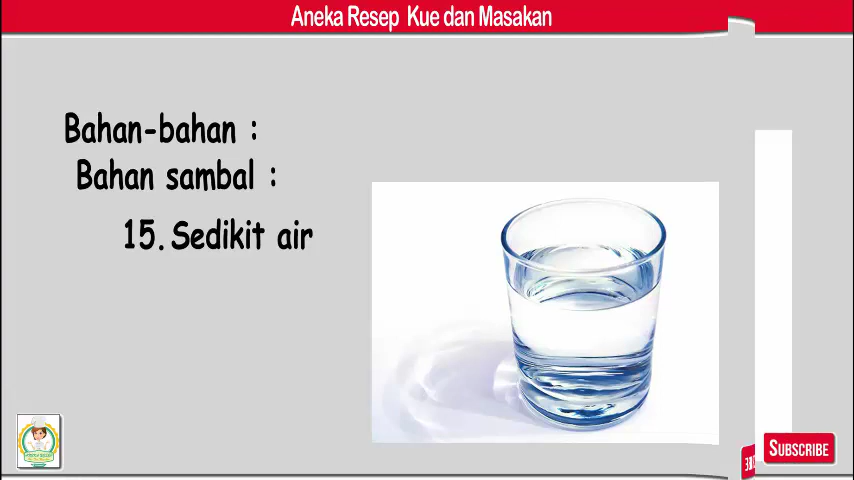 Aneka Resep Kue dan Masakan
Bahan-bahan :
Bahan sambal :
15. Sedikit air
SUBSCRIBE